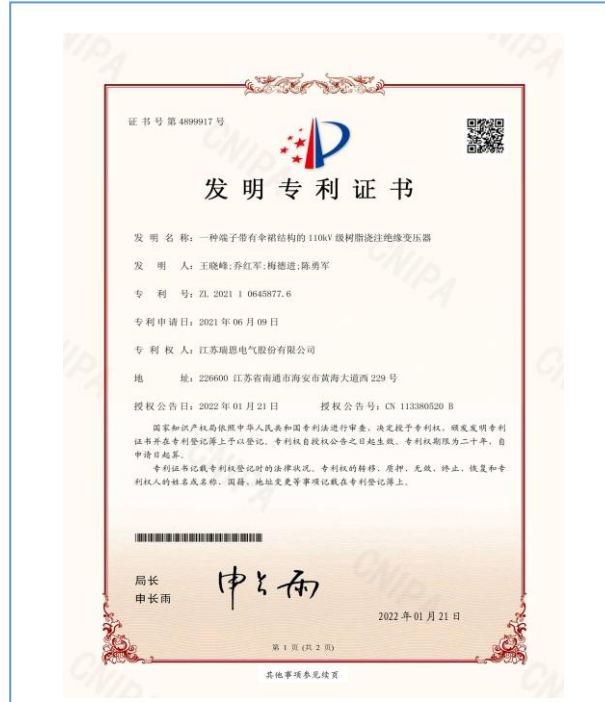 证书号第4899917号
发明专利证书
发明名称：一种端子带有伞裙结构的110kV级树脂浇注绝缘变压器
发明人：王晓峰;乔红军;梅德进;陈勇军
专利号：ZL 2021 1 0645877.6
专利申请日：2021年06月09日
专利权人：江苏瑞恩电气股份有限公司
地址：226600 江苏省南通市海安市黄海大道西229号
授权公告日：2022年01月21日 授权公告号：CN 113380520 B
国家知识产权局依照中华人民共和国专利法进行审查，决定授予专利权，颁发发明专利
证书并在专利登记簿上予以登记。专利权自授权公告之日起生效。专利权期限为二十年，自
申请日起算。
专利证书记载专利权登记时的法律状况。专利权的转移、质押、无效、终止、恢复和专
利权人的姓名或名称、国籍、地址变更等事项记载在专利登记簿上。
局长
申长雨
申长雨
2022年01月21日
第 1 页 (共 2 页)
其他事项参见续页
CNIPA